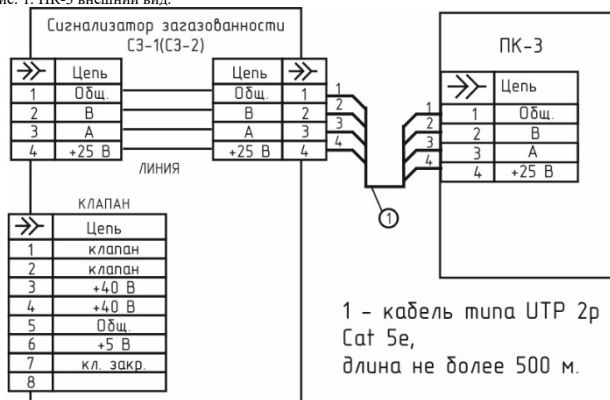 Рис. 1. ПК-3 внешний вид.
Сигнализатор загазованности
СЗ-1(СЗ-2)
Цепь
1 Общ.
2 В
3 А
4 +25 В
ЛИНИЯ
Цепь
Общ. 1
В 2
А 3
+25 В 4
1
2
3
4
1
ПК-3
Цепь
1 1 Общ.
2 2 В
3 3 А
4 4 +25 В
КЛАПАН
Цепь
1 клапан
2 клапан
3 +40 В
4 +40 В
5 Общ.
6 +5 В
7 кл. закр.
8
1 - кабель типа UTP 2p
Cat 5e,
длина не более 500 м.